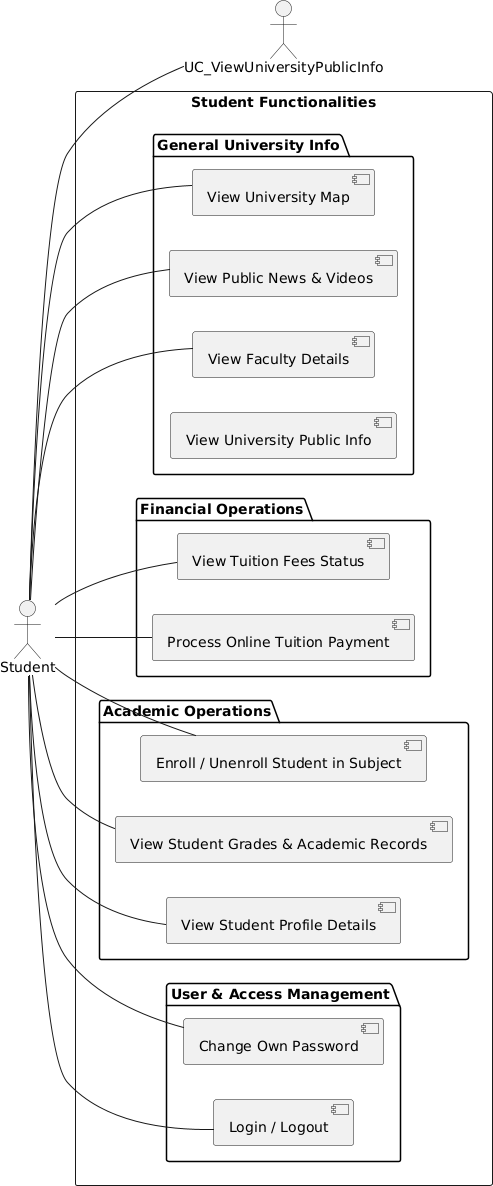 UC_ViewUniversityPublicInfo
Student Functionalities
General University Info
View University Map
View Public News & Videos
View Faculty Details
View University Public Info
Financial Operations
View Tuition Fees Status
Process Online Tuition Payment
Student
Academic Operations
Enroll / Unenroll Student in Subject
View Student Grades & Academic Records
View Student Profile Details
User & Access Management
Change Own Password
Login / Logout